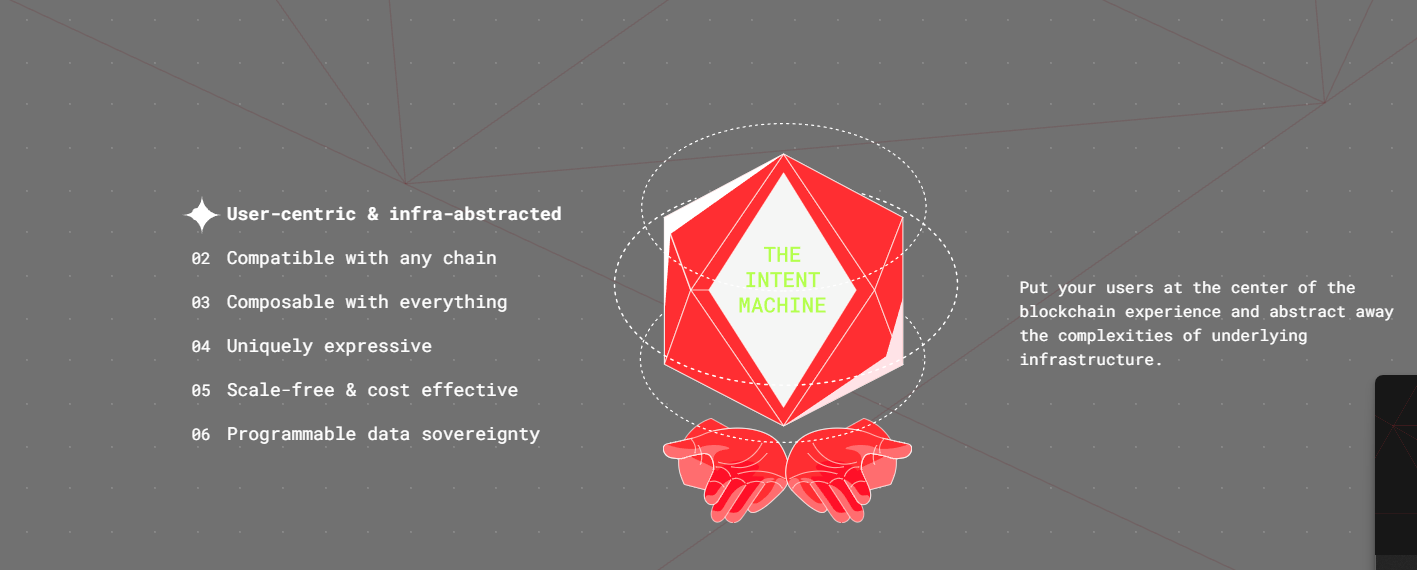 User-centric & infra-abstracted
02 Compatible with any chain
03 Composable with everything
04 Uniquely expressive
05 Scale-free & cost effective
06 Programmable data sovereignty
THE
INTENT
MACHINE
Put your users at the center of the
blockchain experience and abstract away
the complexities of underlying
infrastructure.